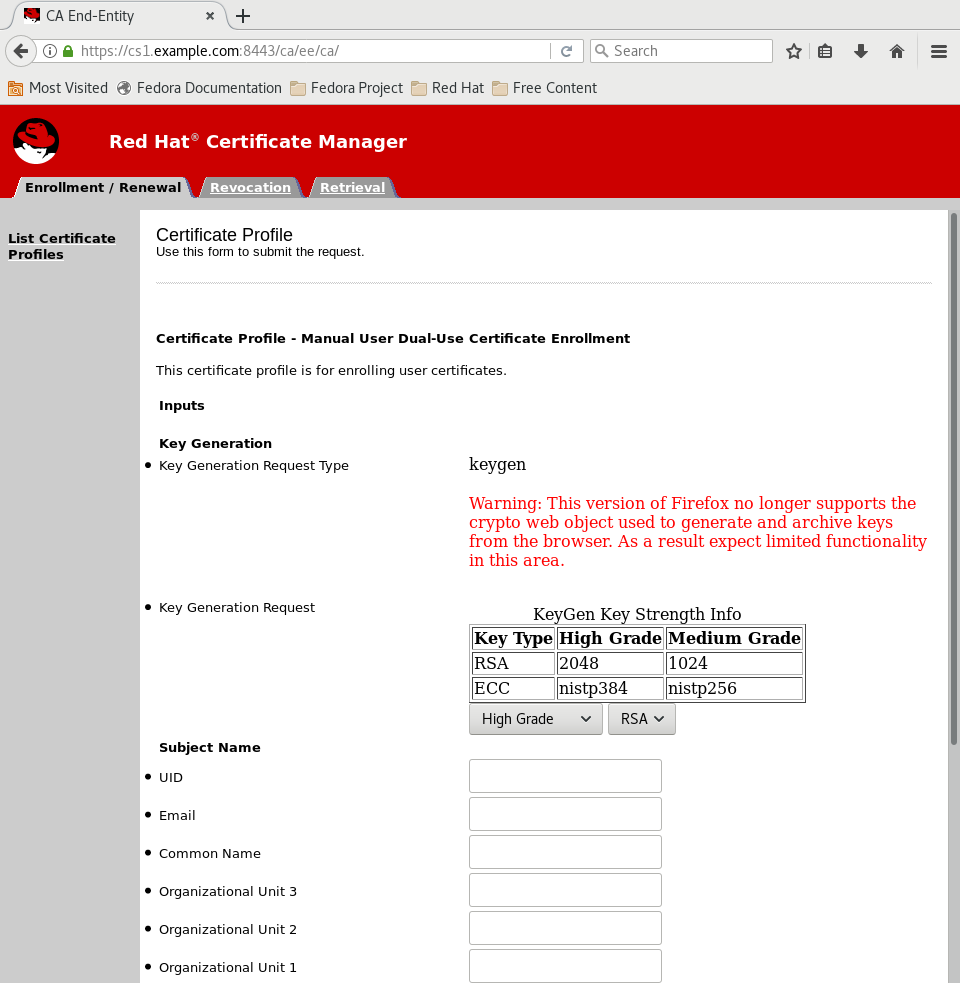 CA End-Entity
https://cs1.example.com:8443/ca/ee/ca/
Search
Most Visited
Fedora Documentation
Fedora Project
Red Hat
Free Content
Red Hat® Certificate Manager
Enrollment / Renewal
Revocation
Retrieval
List Certificate
Profiles
Certificate Profile
Use this form to submit the request.
Certificate Profile - Manual User Dual-Use Certificate Enrollment
This certificate profile is for enrolling user certificates.
Inputs
Key Generation
Key Generation Request Type
keygen
Warning: This version of Firefox no longer supports the
crypto web object used to generate and archive keys
from the browser. As a result expect limited functionality
in this area.
Key Generation Request
KeyGen Key Strength Info
Key Type High Grade Medium Grade
RSA 2048 1024
ECC nistp384 nistp256
High Grade RSA
Subject Name
UID
Email
Common Name
Organizational Unit 3
Organizational Unit 2
Organizational Unit 1